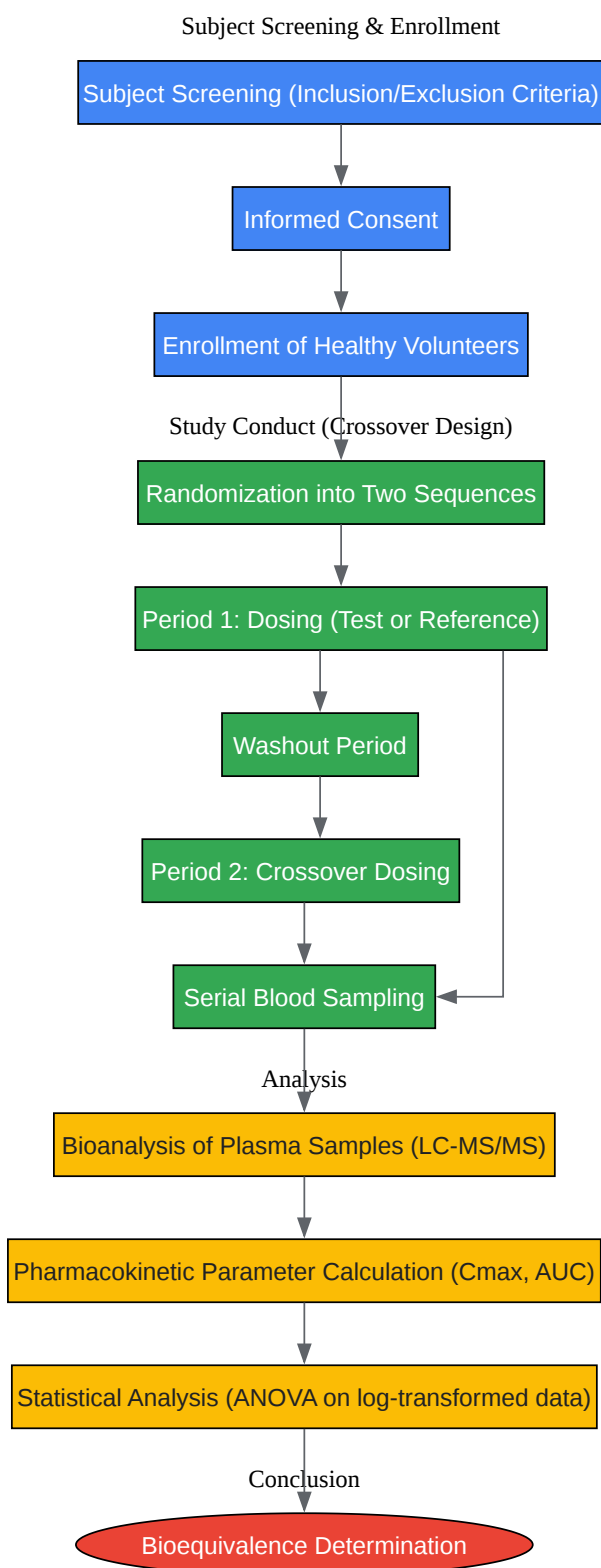 Subject Screening & Enrollment
Subject Screening (Inclusion/Exclusion Criteria)
Informed Consent
Enrollment of Healthy Volunteers
Study Conduct (Crossover Design)
Randomization into Two Sequences
Period 1: Dosing (Test or Reference)
Washout Period
Period 2: Crossover Dosing
Serial Blood Sampling
Analysis
Bioanalysis of Plasma Samples (LC-MS/MS)
Pharmacokinetic Parameter Calculation (Cmax, AUC)
Statistical Analysis (ANOVA on log-transformed data)
Conclusion
Bioequivalence Determination